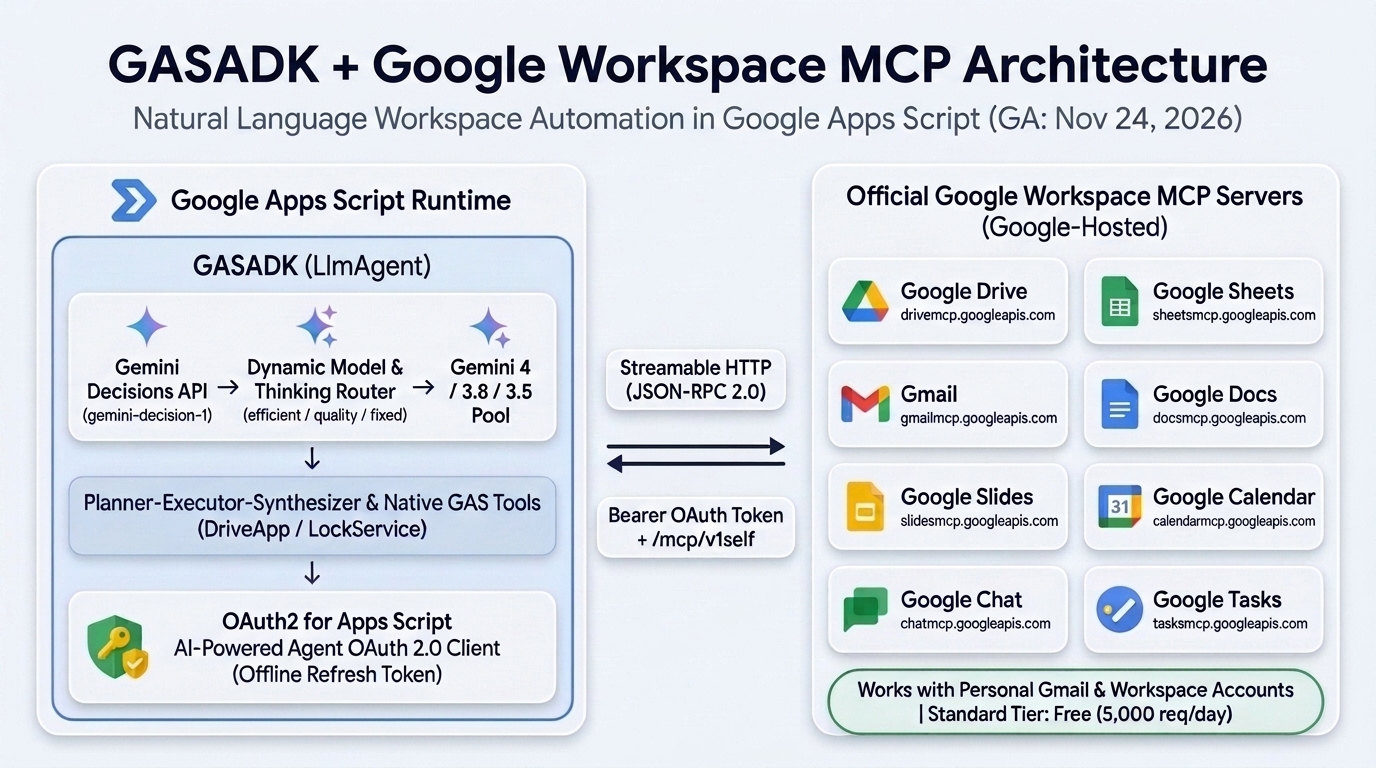 GASADK + Google Workspace MCP Architecture
Natural Language Workspace Automation in Google Apps Script (GA: Nov 24, 2026)
Google Apps Script Runtime
GASADK (LlmAgent)
Gemini
Decisions API
(gemini-decision-1)
→
Dynamic Model &
Thinking Router
(efficient / quality / fixed)
→
Gemini 4
/ 3.8 / 3.5
Pool
↓
Planner-Executor-Synthesizer & Native GAS Tools
(DriveApp / LockService)
↓
OAuth2 for Apps Script
AI-Powered Agent OAuth 2.0 Client
(Offline Refresh Token)
Streamable HTTP
(JSON-RPC 2.0)
Bearer OAuth Token
+ /mcp/v1self
Official Google Workspace MCP Servers
(Google-Hosted)
Google Drive
drivemcp.googleapis.com
Google Sheets
sheetsmcp.googleapis.com
Gmail
gmailmcp.googleapis.com
Google Docs
docsmcp.googleapis.com
Google Slides
slidesmcp.googleapis.com
31
Google Calendar
calendarmcp.googleapis.com
Google Chat
chatmcp.googleapis.com
Google Tasks
tasksmcp.googleapis.com
Works with Personal Gmail & Workspace Accounts
| Standard Tier: Free (5,000 req/day)